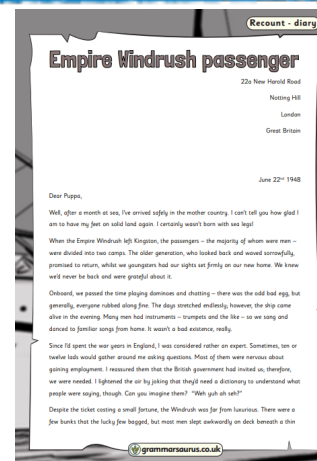 Recount - diary
Empire Windrush passenger
22a New Harold Road
Notting Hill
London
Great Britain
June 22nd 1948
Dear Puppa,
Well, after a month at sea, I've arrived safely in the mother country. I can't tell you how glad I
am to have my feet on solid land again. I certainly wasn't born with sea legs!
When the Empire Windrush left Kingston, the passengers – the majority of whom were men –
were divided into two camps. The older generation, who looked back and waved sorrowfully,
promised to return, whilst we youngsters had our sights set firmly on our new home. We knew
we'd never be back and were grateful about it.
Onboard, we passed the time playing dominoes and chatting – there was the odd bad egg, but
generally, everyone rubbed along fine. The days stretched endlessly; however, the ship came
alive in the evening. Many men had instruments – trumpets and the like – so we sang and
danced to familiar songs from home. It wasn't a bad existence, really.
Since I'd spent the war years in England, I was considered rather an expert. Sometimes, ten or
twelve lads would gather around me asking questions. Most of them were nervous about
gaining employment. I reassured them that the British government had invited us; therefore,
we were needed. I lightened the air by joking that they'd need a dictionary to understand what
people were saying, though. Can you imagine them? "Weh yuh ah seh?"
Despite the ticket costing a small fortune, the Windrush was far from luxurious. There were a
few bunks that the lucky few bagged, but most men slept awkwardly on deck beneath a thin
grammarsaurus.co.uk